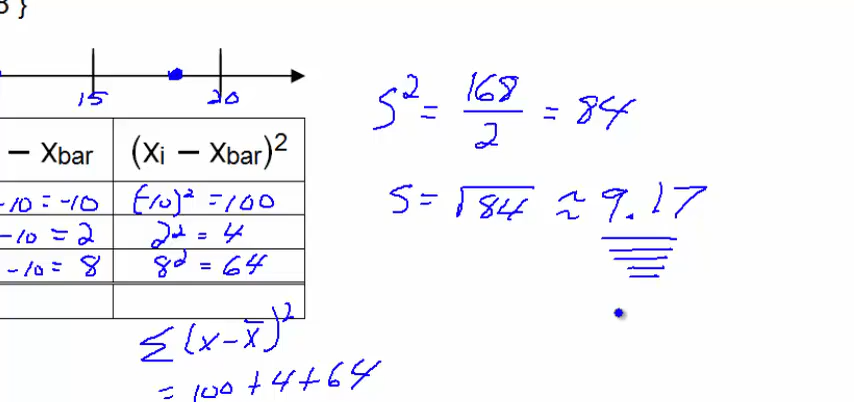 }
15 20
S² = 168/2 = 84
− Xbar (Xi − Xbar)²
-10 = -10 (-10)² = 100
-10 = 2 2² = 4
-10 = 8 8² = 64
S = √84 ≈ 9.17
∑(x − x̄)²
= 100 + 4 + 64